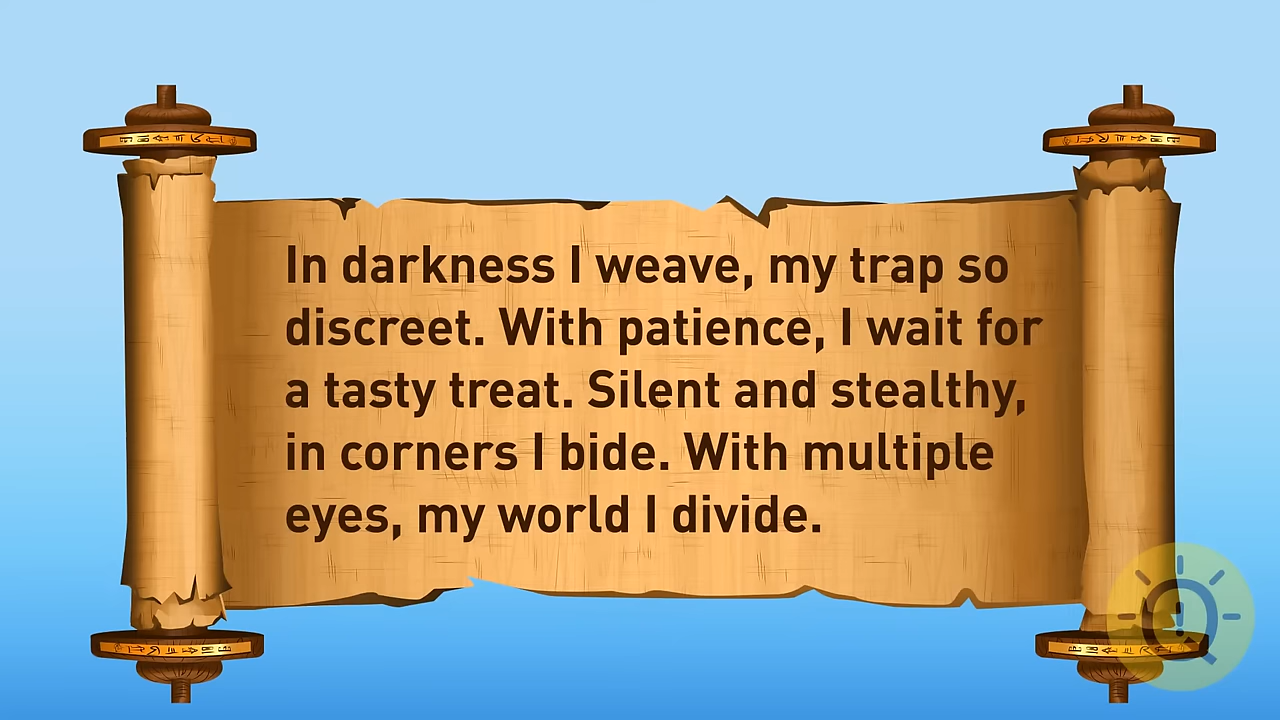 In darkness I weave, my trap so
discreet. With patience, I wait for
a tasty treat. Silent and stealthy,
in corners I bide. With multiple
eyes, my world I divide.